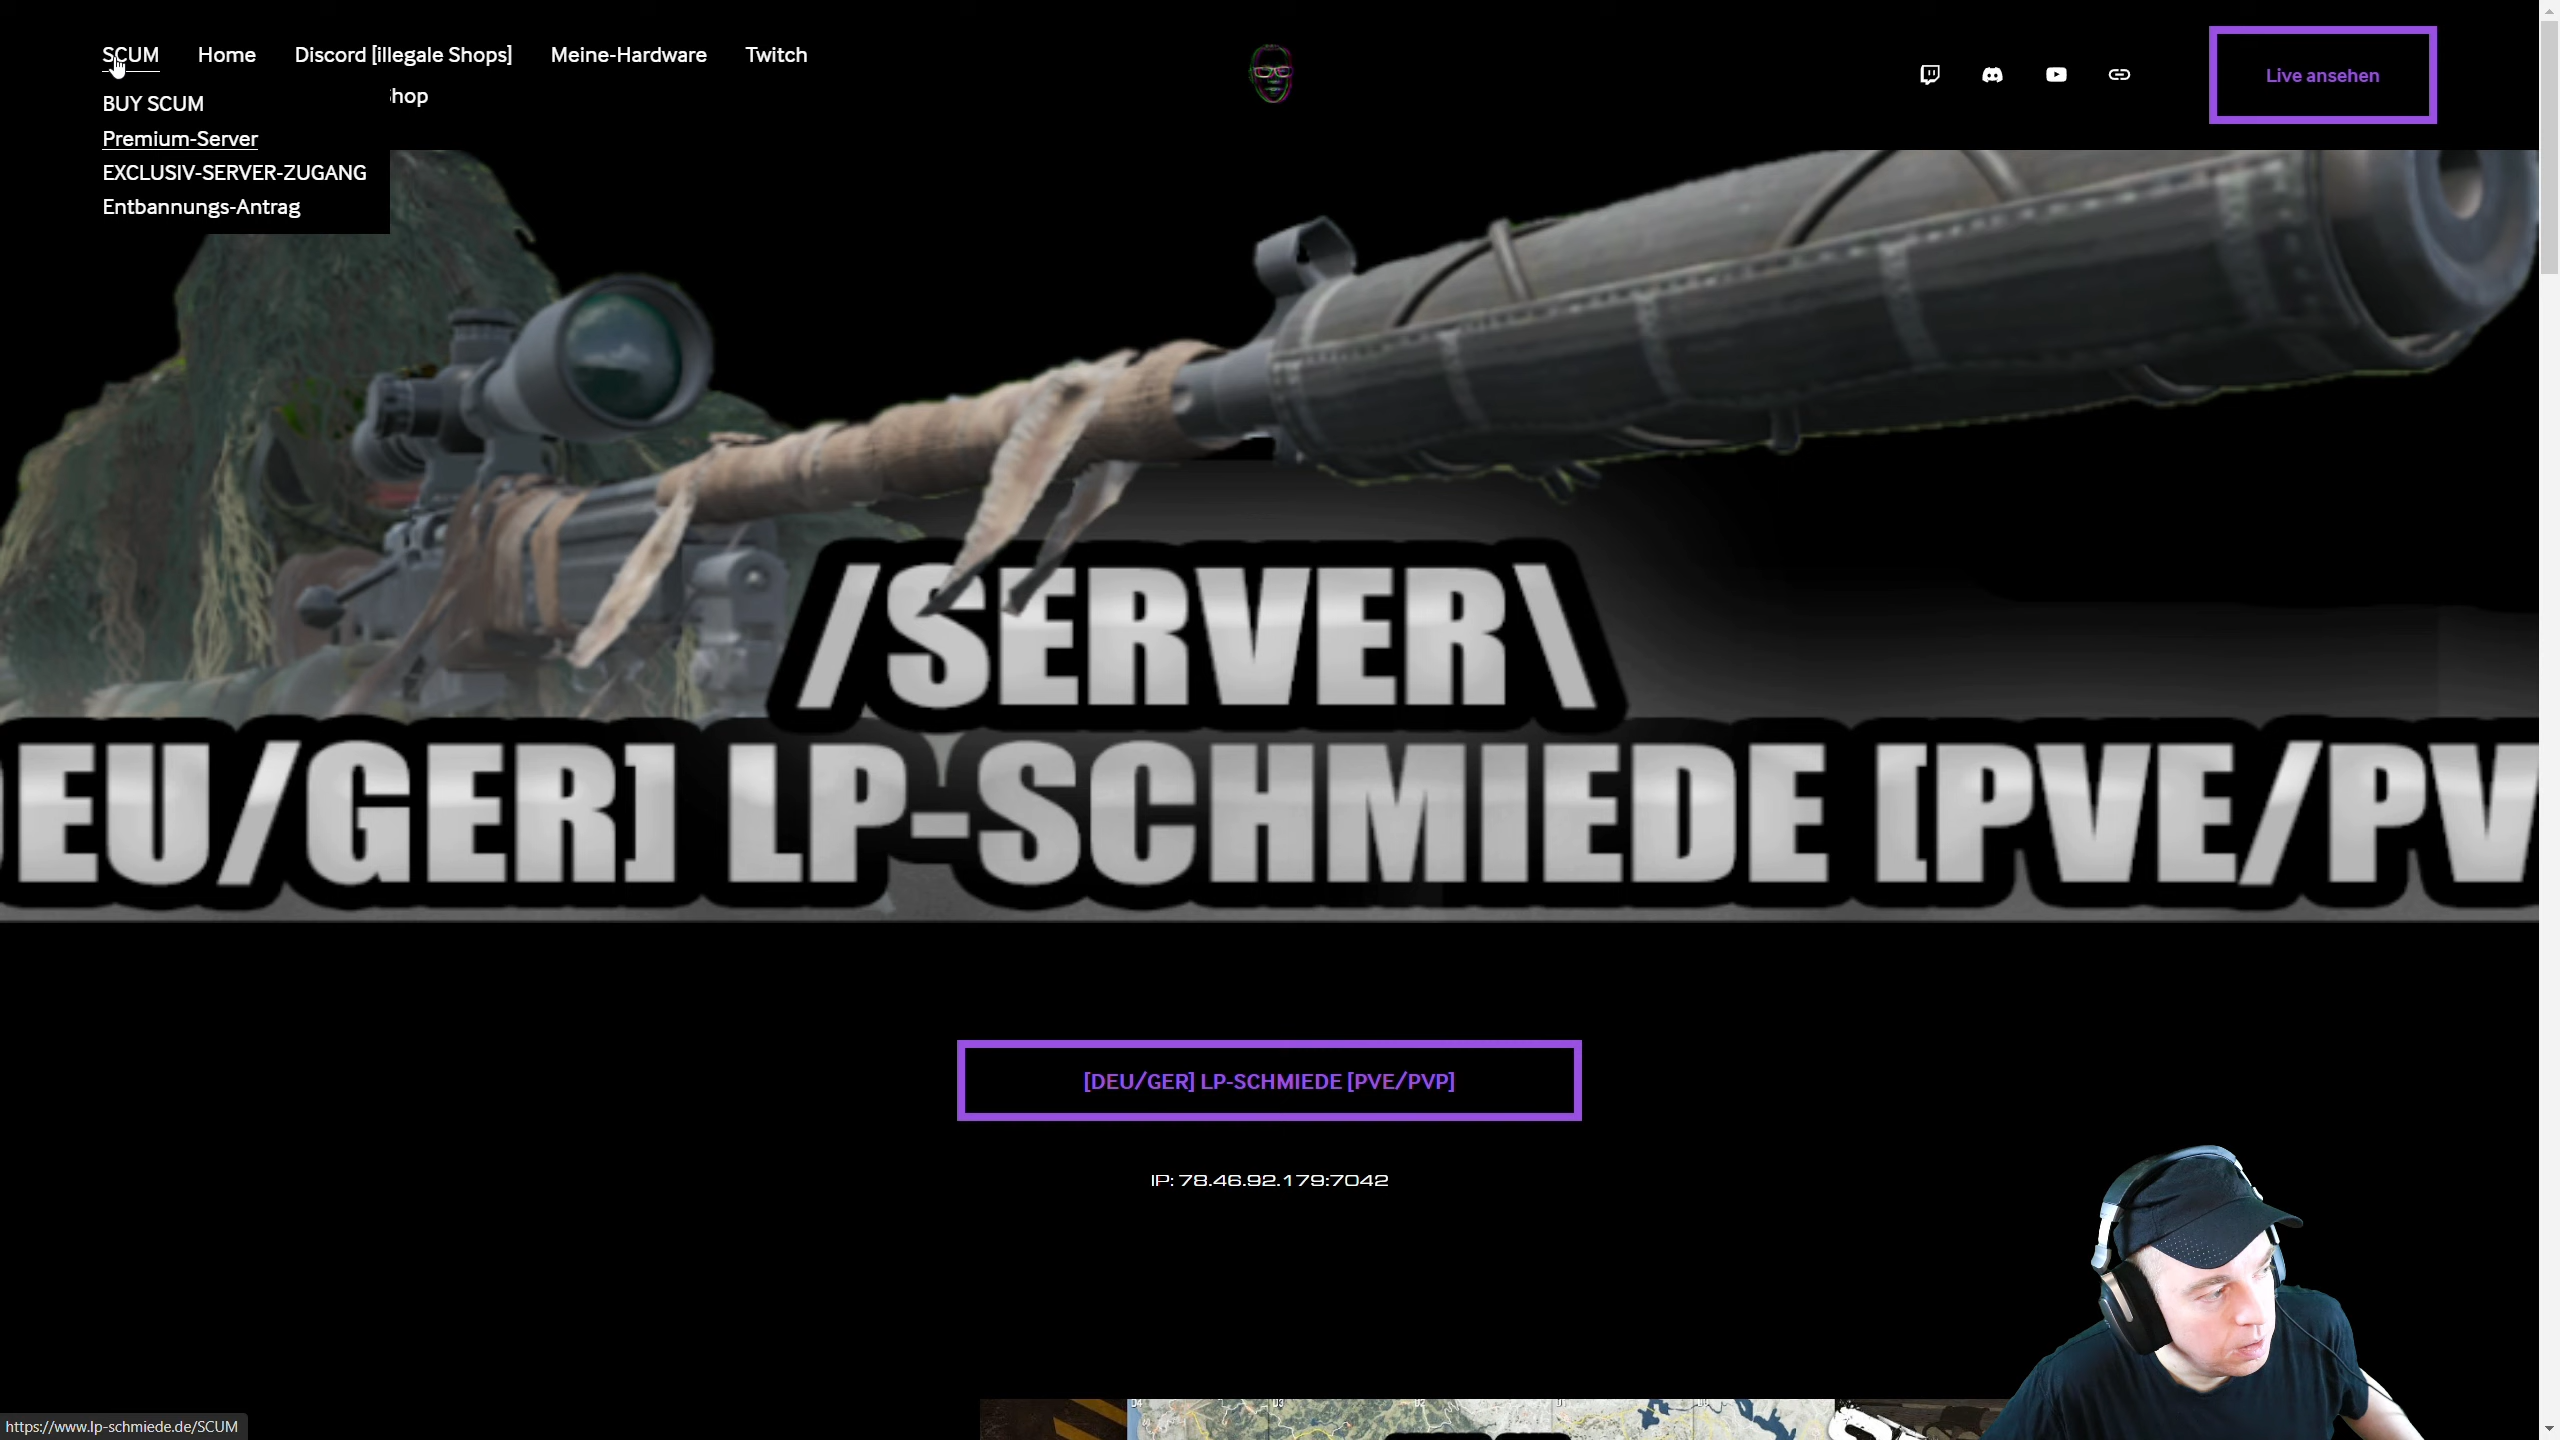 SCUM Home Discord [illegale Shops] Meine-Hardware Twitch
hop
BUY SCUM
Premium-Server
EXCLUSIV-SERVER-ZUGANG
Entbannungs-Antrag
Live ansehen
/SERVER\
EU/GER] LP-SCHMIEDE [PVE/PV
[DEU/GER] LP-SCHMIEDE [PVE/PVP]
IP: 78.46.92.179:7042
https://www.lp-schmiede.de/SCUM